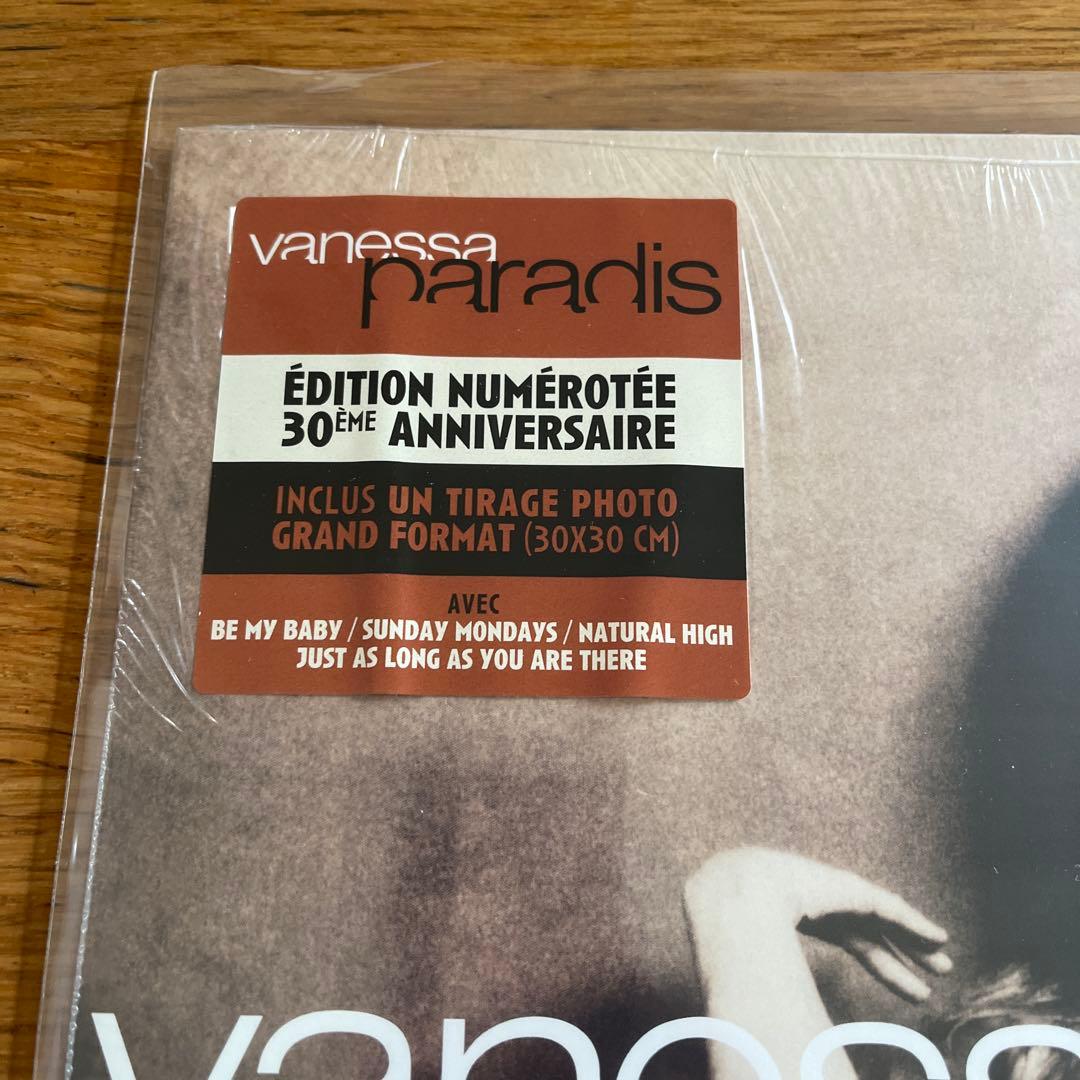 vanessa
paradis
ÉDITION NUMÉROTÉE
30ÈME ANNIVERSAIRE
INCLUS UN TIRAGE PHOTO
GRAND FORMAT (30X30 CM)
AVEC
BE MY BABY / SUNDAY MONDAYS / NATURAL HIGH
JUST AS LONG AS YOU ARE THERE
vanessa